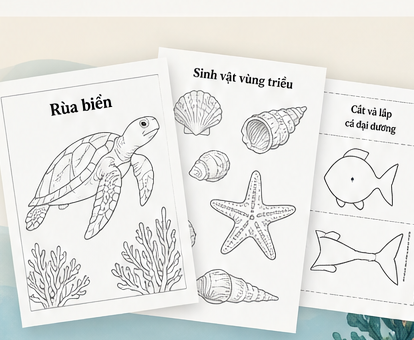 Rùa biển
Sinh vật vùng triều
Cắt và lắp
cá đại dương